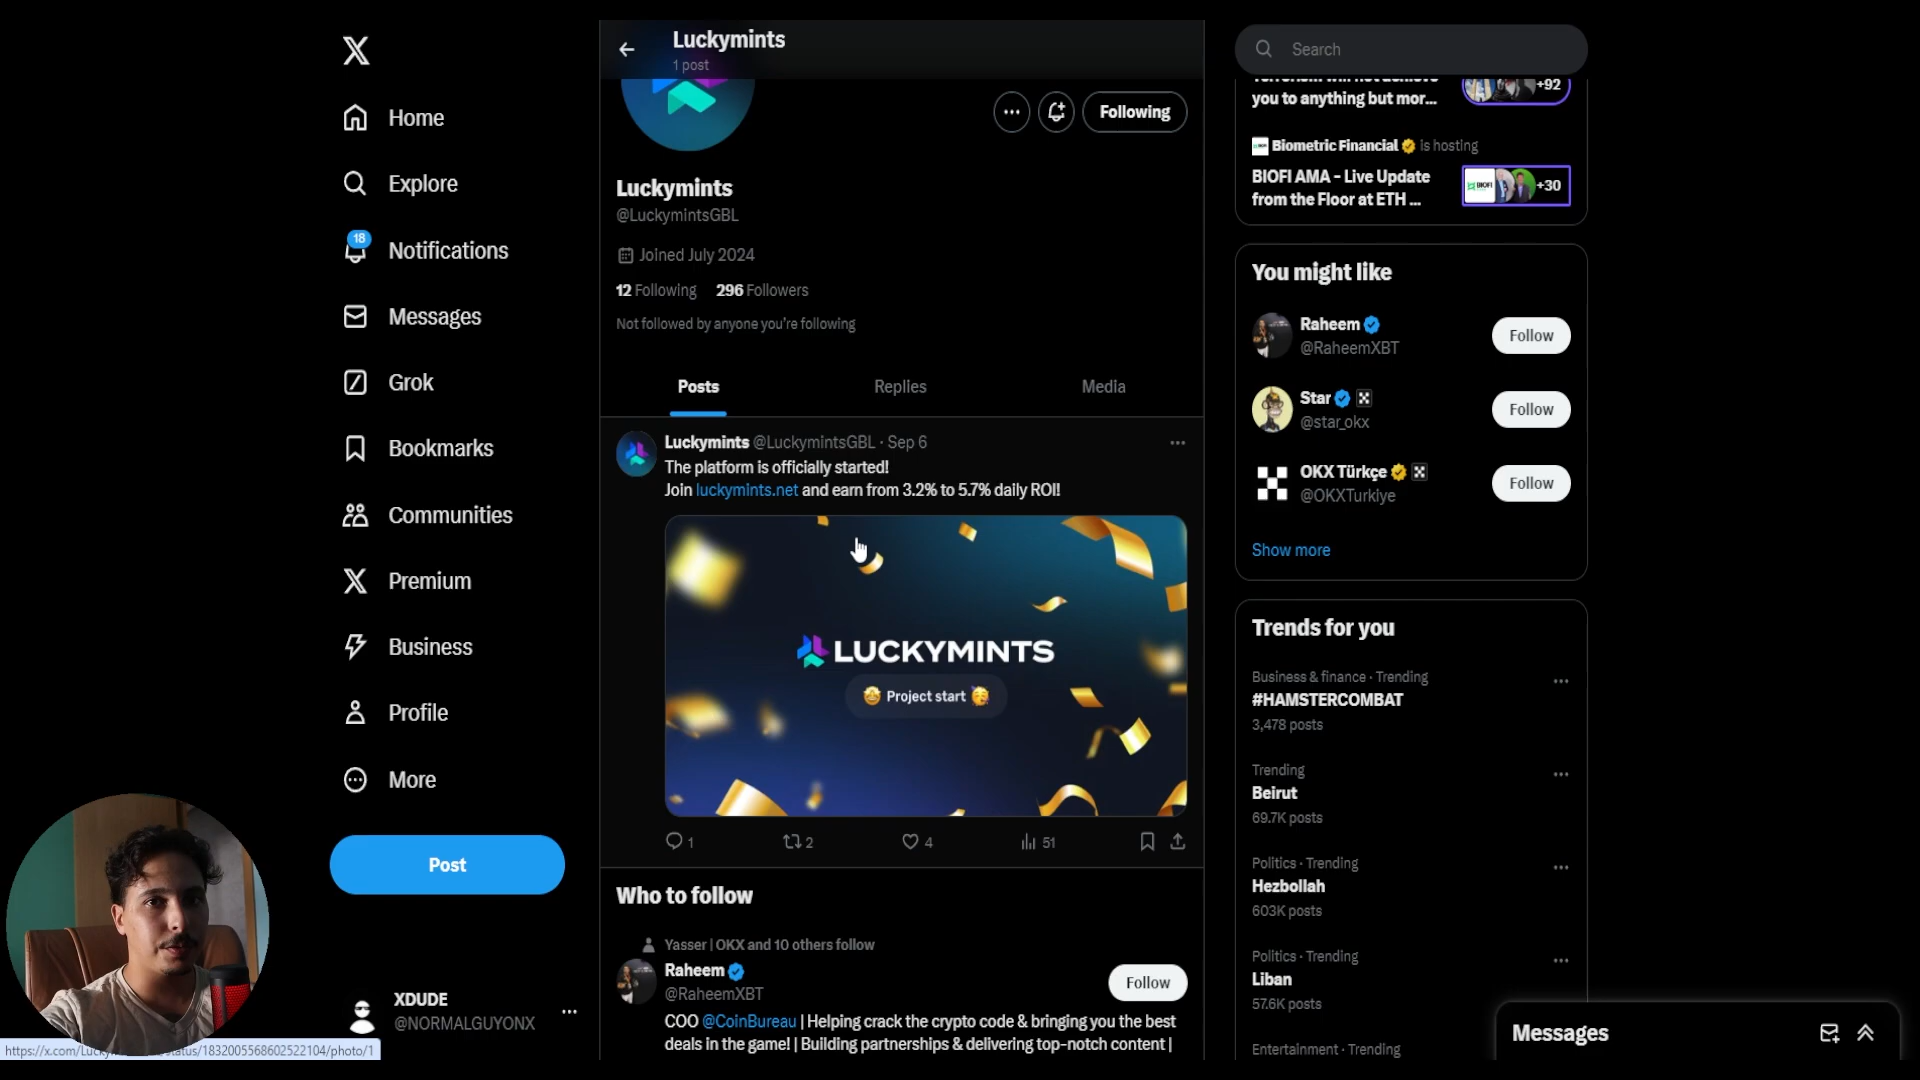 Home
Explore
18
Notifications
Messages
Grok
Bookmarks
Communities
Premium
Business
Profile
More
Post
XDUDE
@NORMALGUYONX
Luckymints
1 post
Following
Luckymints
@LuckymintsGBL
Joined July 2024
12 Following 296 Followers
Not followed by anyone you're following
Posts Replies Media
Luckymints @LuckymintsGBL · Sep 6
The platform is officially started!
Join luckymints.net and earn from 3.2% to 5.7% daily ROI!
LUCKYMINTS
🤩 Project start 🥳
1 2 4 51
Who to follow
Yasser | OKX and 10 others follow
Raheem
@RaheemXBT
Follow
COO @CoinBureau | Helping crack the crypto code & bringing you the best
deals in the game! | Building partnerships & delivering top-notch content |
Search
you to anything but mor...
+92
Biometric Financial is hosting
BIOFI AMA - Live Update
from the Floor at ETH ...
BIOFI
+30
You might like
Raheem
@RaheemXBT
Follow
Star
@star_okx
Follow
OKX Türkçe
@OKXTurkiye
Follow
Show more
Trends for you
Business & finance · Trending
#HAMSTERCOMBAT
3,478 posts
Trending
Beirut
69.7K posts
Politics · Trending
Hezbollah
603K posts
Politics · Trending
Liban
57.6K posts
Entertainment · Trending
Messages